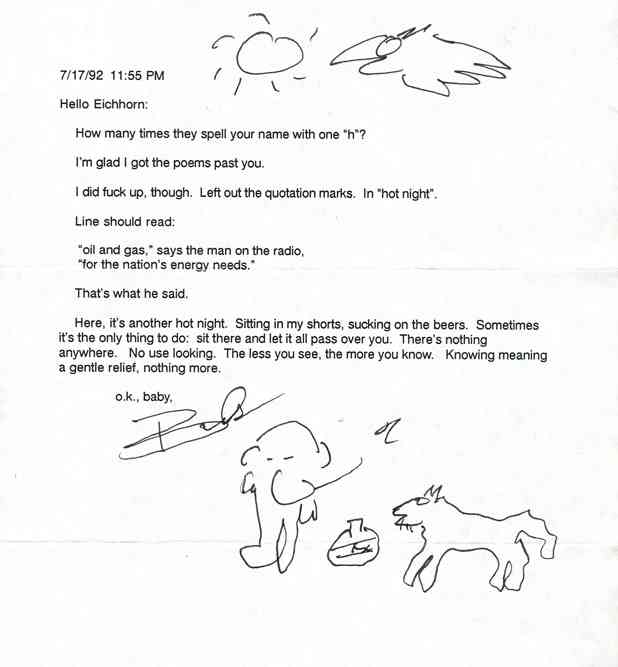 7/17/92 11:55 PM
Hello Eichhorn:
How many times they spell your name with one "h"?
I'm glad I got the poems past you.
I did fuck up, though. Left out the quotation marks. In "hot night".
Line should read:
"oil and gas," says the man on the radio,
"for the nation's energy needs."
That's what he said.
Here, it's another hot night. Sitting in my shorts, sucking on the beers. Sometimes
it's the only thing to do: sit there and let it all pass over you. There's nothing
anywhere. No use looking. The less you see, the more you know. Knowing meaning
a gentle relief, nothing more.
o.k., baby,